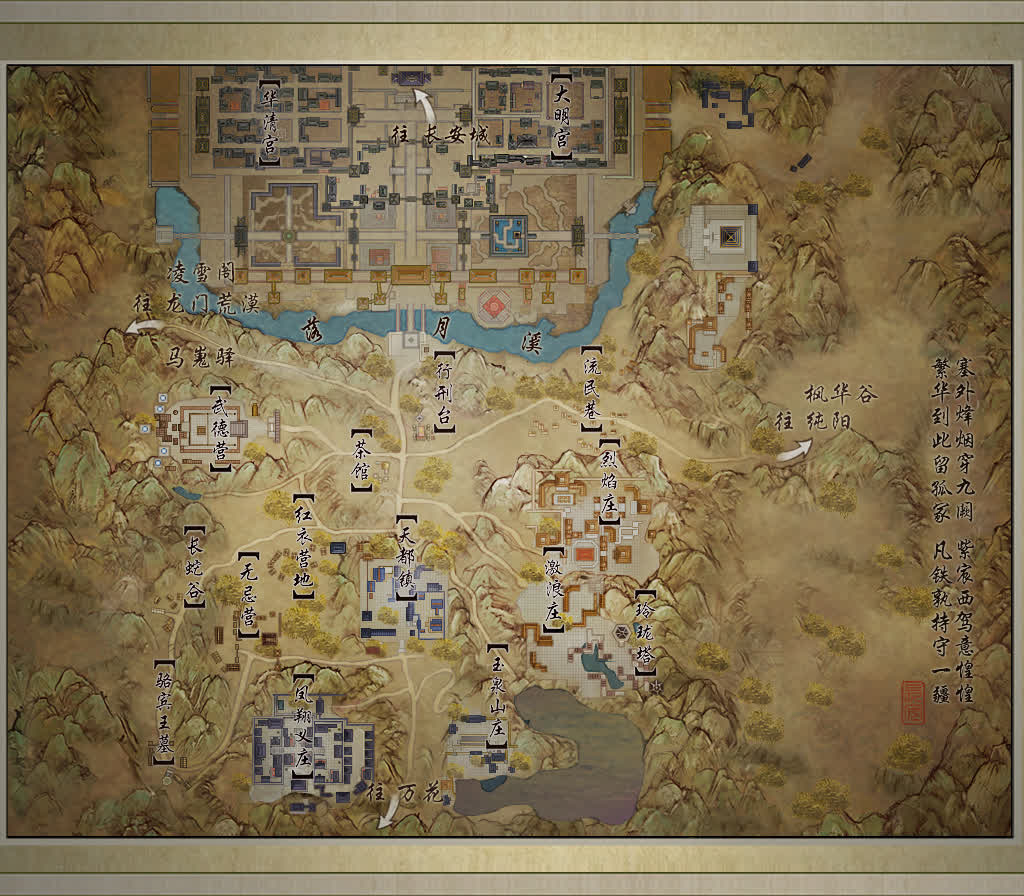 【华清宫】
【大明宫】
往 长安城
凌雪阁
往 龙门荒漠
马嵬驿
落月溪
【行刑台】
【流民巷】
【武德营】
枫华谷
往 纯阳
【茶馆】
【烈焰庄】
【红衣营地】
【天都镇】
【长蛇谷】
【无忌营】
【激浪庄】
【玲珑塔】
【玉泉山庄】
【骆宾王墓】
【凤翔义庄】
往 万花
塞外烽烟穿九阙 紫宸西驾意惶惶
繁华到此留孤冢 凡铁孰持守一疆